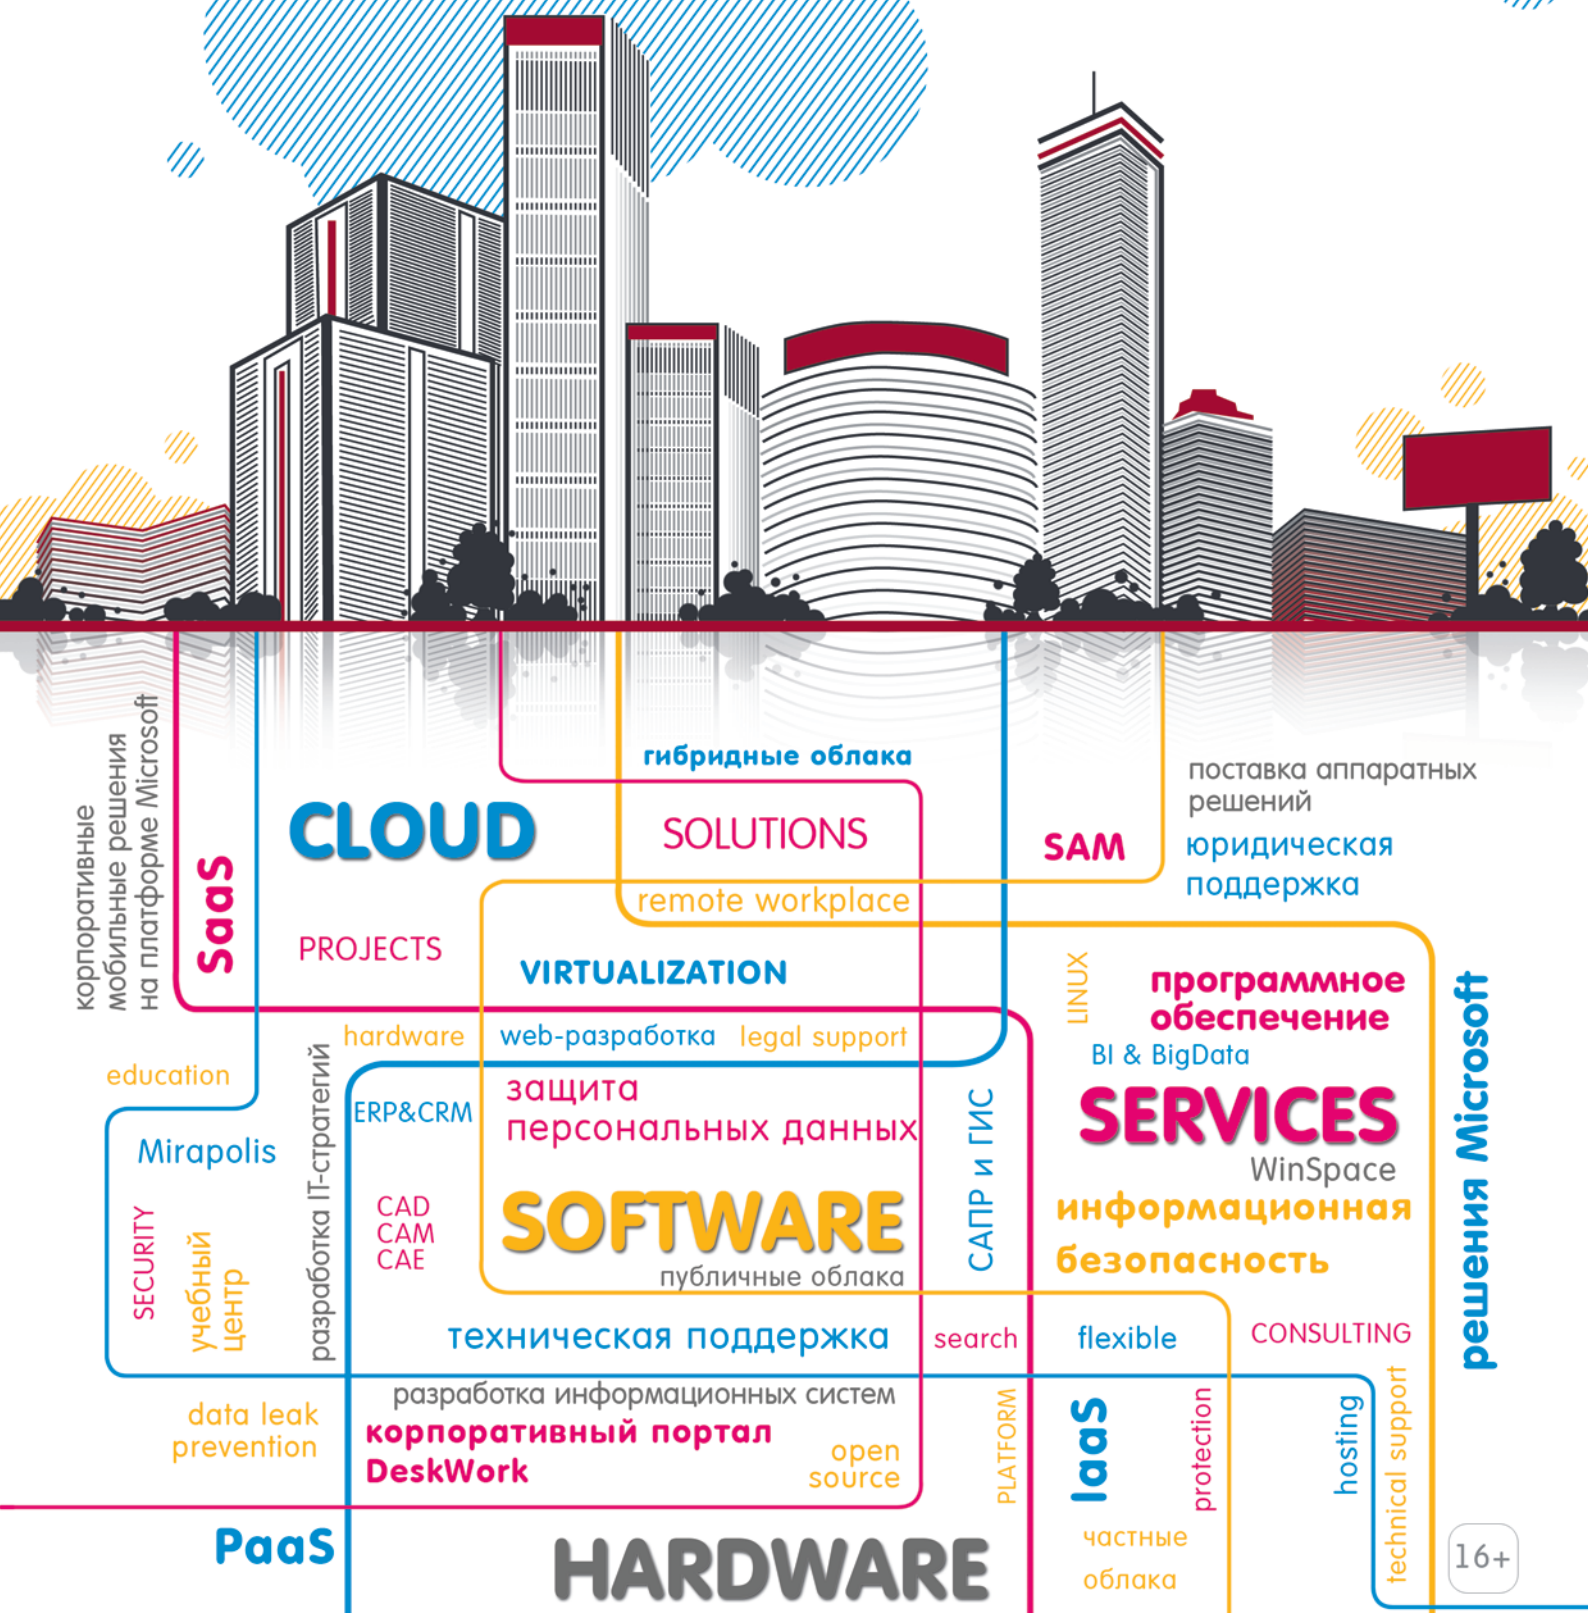 гибридные облака
поставка аппаратных
решений
CLOUD
SOLUTIONS
SAM
юридическая
поддержка
корпоративные
мобильные решения
на платформе Microsoft
SaaS
remote workplace
PROJECTS
VIRTUALIZATION
LINUX
программное
обеспечение
решения Microsoft
hardware
web-разработка
legal support
BI & BigData
education
разработка IT-стратегий
ERP&CRM
защита
персональных данных
САПР и ГИС
SERVICES
WinSpace
Mirapolis
SECURITY
учебный
центр
CAD
CAM
CAE
SOFTWARE
публичные облака
информационная
безопасность
техническая поддержка
search
flexible
CONSULTING
data leak
prevention
разработка информационных систем
корпоративный портал
DeskWork
open
source
PLATFORM
IaaS
protection
hosting
technical support
PaaS
HARDWARE
частные
облака
16+